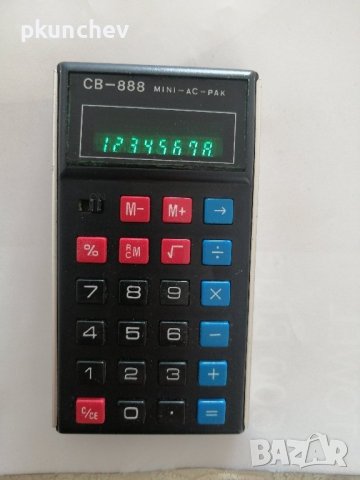 pkunchev
CB-888 MINI-AC-PAK
12345678
M- M+ →
% RCM √ ÷
7 8 9 ×
4 5 6 -
1 2 3 +
C/CE 0 . =
BAZAR